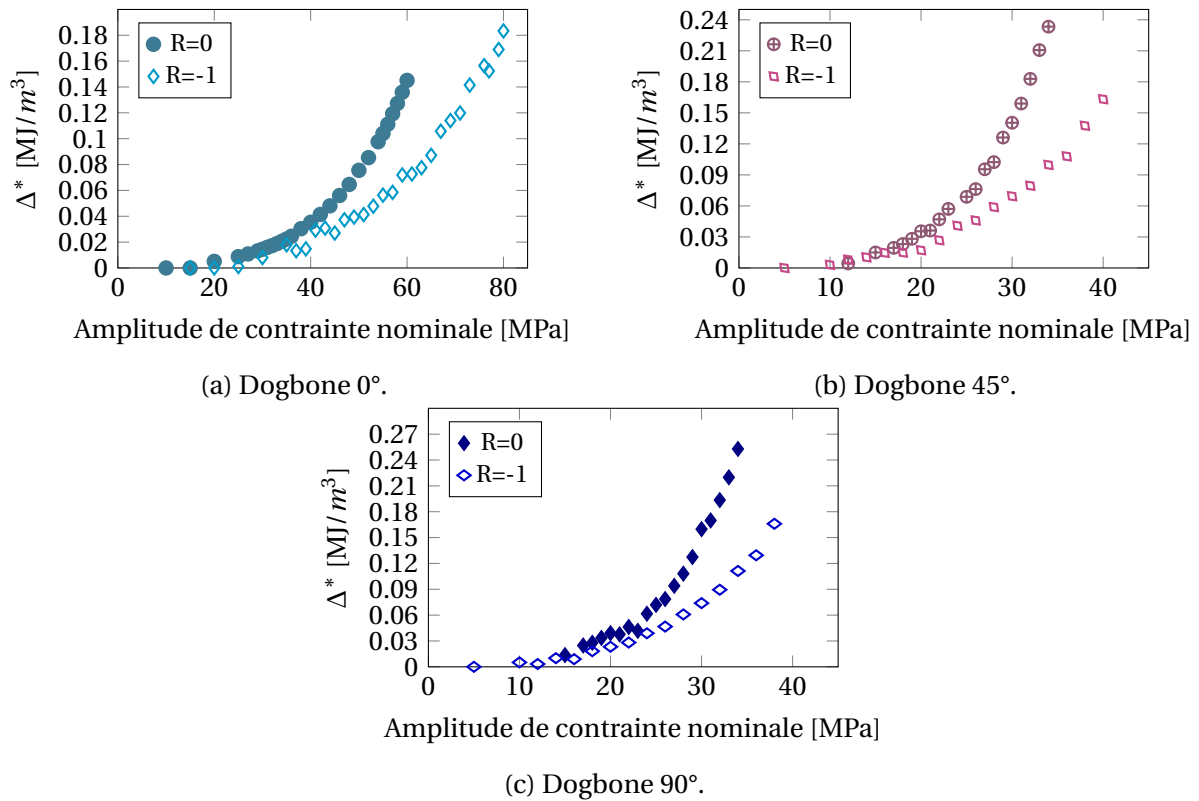 0.18
0.16
0.14
0.12
0.1
0.08
0.06
0.04
0.02
0
Δ* [MJ/m³]
R=0
R=-1
0 20 40 60 80
Amplitude de contrainte nominale [MPa]
(a) Dogbone 0°.
0.24
0.21
0.18
0.15
0.12
0.09
0.06
0.03
0
Δ* [MJ/m³]
R=0
R=-1
0 10 20 30 40
Amplitude de contrainte nominale [MPa]
(b) Dogbone 45°.
0.27
0.24
0.21
0.18
0.15
0.12
0.09
0.06
0.03
0
Δ* [MJ/m³]
R=0
R=-1
0 10 20 30 40
Amplitude de contrainte nominale [MPa]
(c) Dogbone 90°.